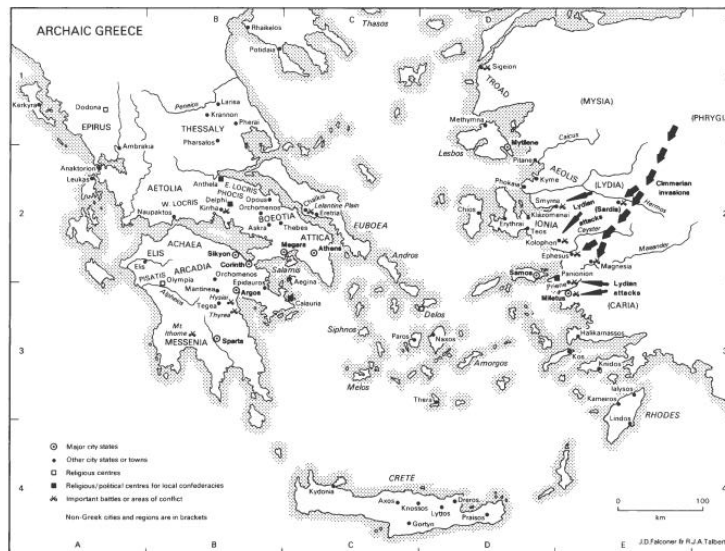 ARCHAIC GREECE
A
B
C
D
E
1
2
3
4
Rhaikelos
Thasos
Potidaia
Sigeion
TROAD
(MYSIA)
(PHRYGIA
Kerkyra
Dodona
EPIRUS
Peneios
Larisa
Krannon
Pherai
THESSALY
Pharsalos
Ambrakia
Anaktorion
Leukas
Methymna
Mytilene
Lesbos
Pitane
Caicus
AEOLIS
Kyme
Phokaia
(LYDIA)
Cimmerian
invasions
AETOLIA
Anthela
E. LOCRIS
PHOCIS
Opous
W. LOCRIS
Delphi
Kirrha
Orchomenos
Naupaktos
BOEOTIA
Askra
Thebes
Chalkis
Lelantine Plain
Eretria
EUBOEA
ATTICA
Chios
Smyrna
Lydian
attacks
(Sardis)
Hermos
Klazomenai
Erythrai
IONIA
Teos
Kolophon
Cayster
Ephesus
Maeander
Magnesia
ACHAEA
Sikyon
Megara
Athens
Corinth
ELIS
Elis
ARCADIA
Orchomenos
Salamis
Aegina
Andros
PISATIS
Olympia
Mantinea
Epidauros
Argos
Calauria
Alpheios
Hysiai
Tegea
Thyrea
Mt
Ithome
MESSENIA
Sparta
Delos
Siphnos
Paros
Naxos
Melos
Amorgos
Thera
Samos
Panionion
Priene
Miletus
Lydian
attacks
(CARIA)
Halikarnassos
Kos
Knidos
Ialysos
Kameiros
Lindos
RHODES
CRETE
Kydonia
Axos
Knossos
Gortyn
Lyttos
Dreros
Praisos
Major city states
Other city states or towns
Religious centres
Religious/political centres for local confederacies
Important battles or areas of conflict
Non-Greek cities and regions are in brackets
0
100
km
J.D.Falconer & R.J.A.Talbert